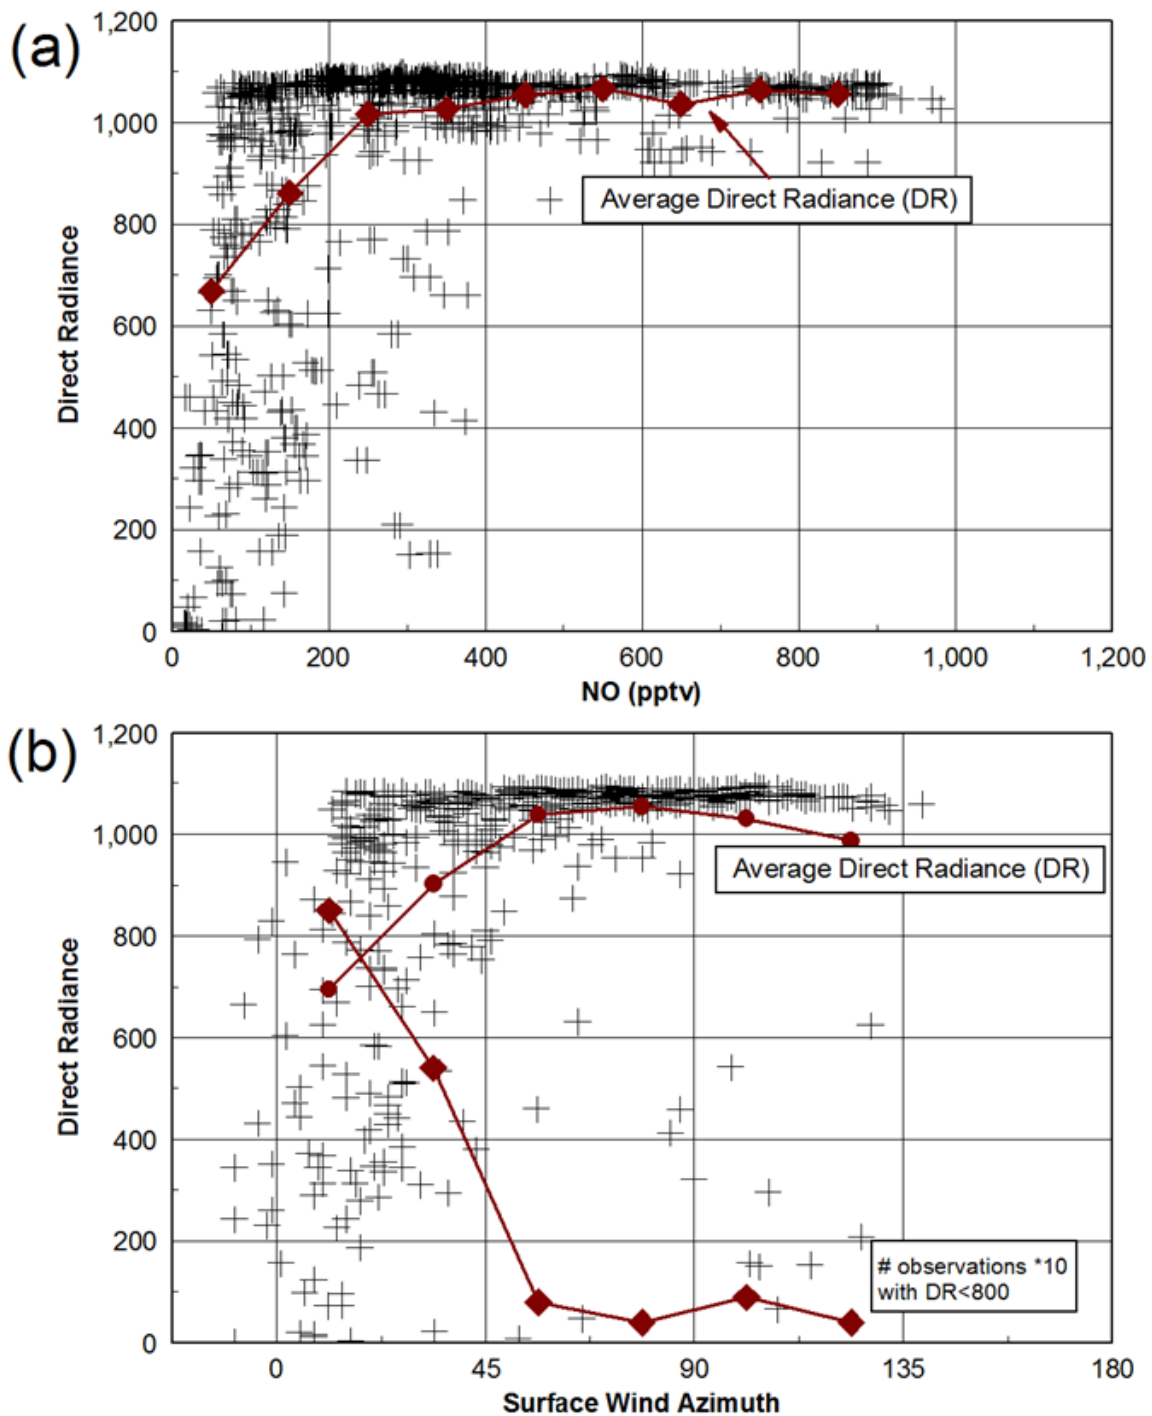 (a)
1,200
1,000
800
600
400
200
0
Direct Radiance
Average Direct Radiance (DR)
0 200 400 600 800 1,000 1,200
NO (pptv)
(b)
1,200
1,000
800
600
400
200
0
Direct Radiance
Average Direct Radiance (DR)
# observations *10
with DR<800
0 45 90 135 180
Surface Wind Azimuth